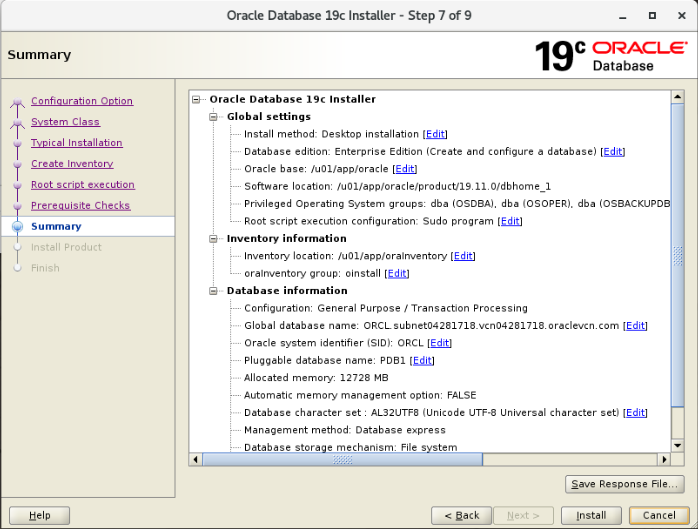 Oracle Database 19c Installer - Step 7 of 9
Summary
19c ORACLE
Database
Configuration Option
System Class
Typical Installation
Create Inventory
Root script execution
Prerequisite Checks
Summary
Install Product
Finish
Oracle Database 19c Installer
Global settings
Install method: Desktop installation [Edit]
Database edition: Enterprise Edition (Create and configure a database) [Edit]
Oracle base: /u01/app/oracle [Edit]
Software location: /u01/app/oracle/product/19.11.0/dbhome_1
Privileged Operating System groups: dba (OSDBA), dba (OSOPER), dba (OSBACKUPDB
Root script execution configuration: Sudo program [Edit]
Inventory information
Inventory location: /u01/app/oraInventory [Edit]
oraInventory group: oinstall [Edit]
Database information
Configuration: General Purpose / Transaction Processing
Global database name: ORCL.subnet04281718.vcn04281718.oraclevcn.com [Edit]
Oracle system identifier (SID): ORCL [Edit]
Pluggable database name: PDB1 [Edit]
Allocated memory: 12728 MB
Automatic memory management option: FALSE
Database character set : AL32UTF8 (Unicode UTF-8 Universal character set) [Edit]
Management method: Database express
Database storage mechanism: File system
Save Response File...
Help
< Back
Next >
Install
Cancel